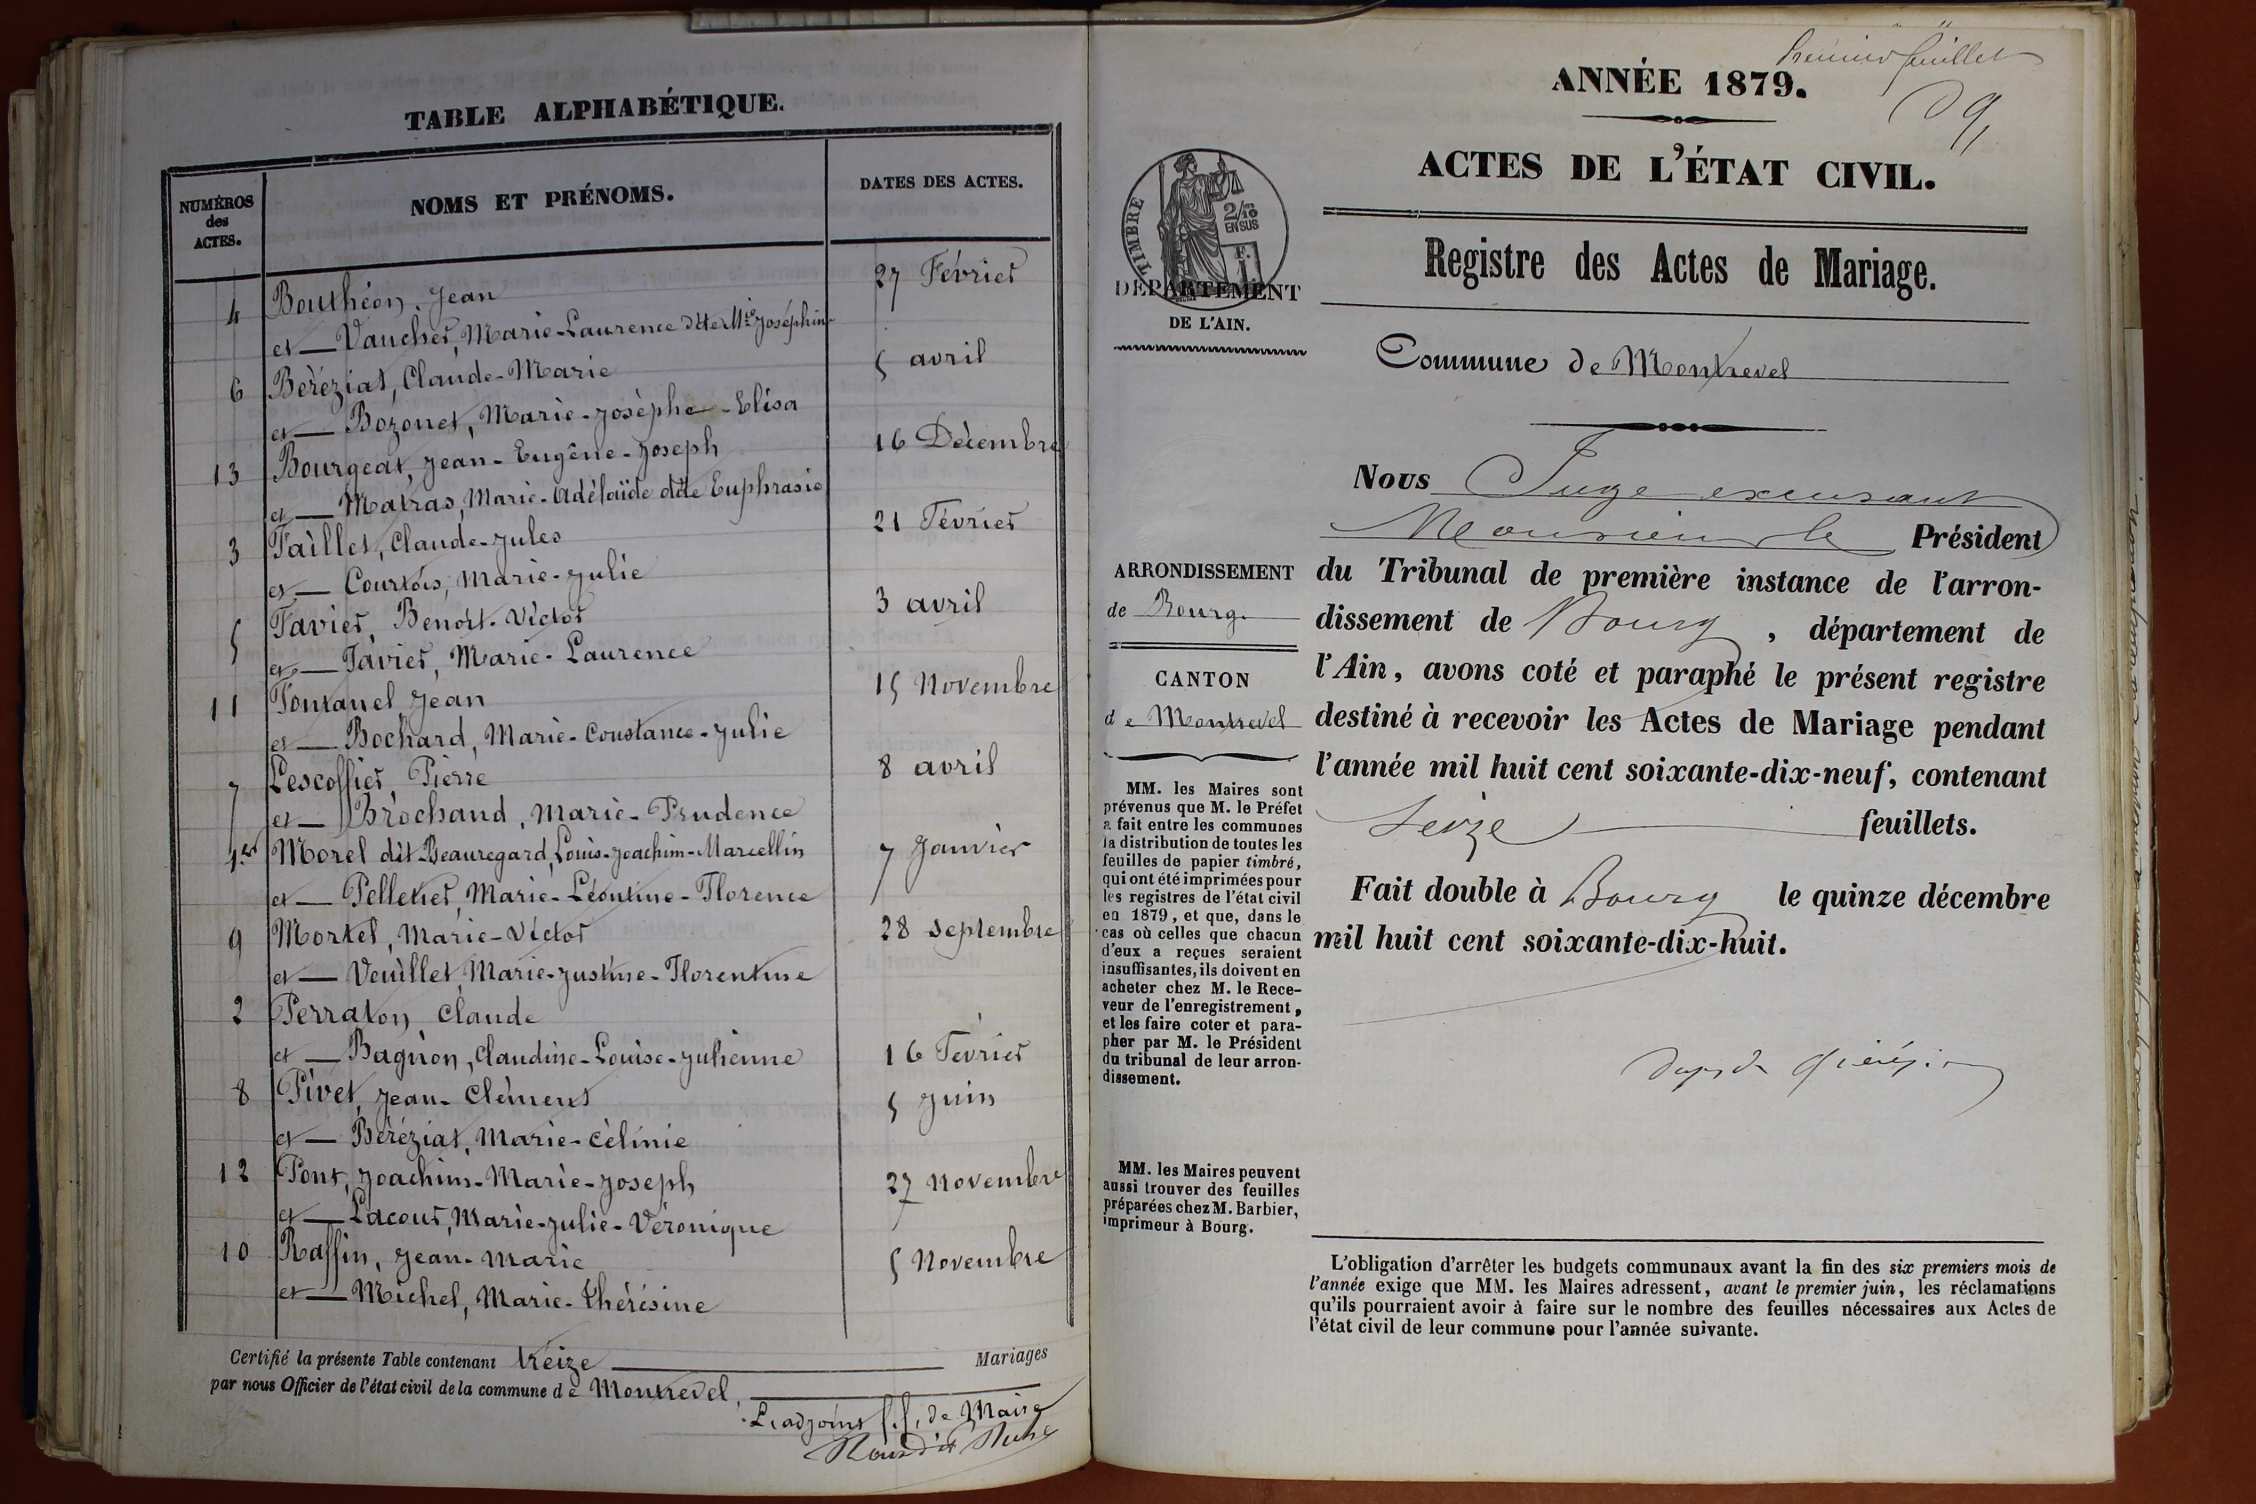 TABLE ALPHABÉTIQUE.
NUMÉROS des ACTES.
NOMS ET PRÉNOMS.
DATES DES ACTES.
4 Bouthéon, Jean 27 Février
et — Vaucher, Marie-Laurence dite Mie Joséphine
6 Béréziat, Claude-Marie 5 avril
et — Bozonet, Marie-Josèphe-Elisa
13 Bourgeat, Jean-Eugène-Joseph 16 Décembre
et — Matras, Marie-Adélaïde dite Euphrasie
3 Faillet, Claude-Jules 21 Février
et — Courtois, Marie-Julie
5 Favier, Benoît-Victor 3 avril
et — Favier, Marie-Laurence
11 Fontanel Jean 15 Novembre
et — Bochard, Marie-Constance-Julie
7 Lescoffier, Pierre 8 avril
et — Brochand, Marie-Prudence
1er Morel dit Beauregard, Louis-Joachim-Marcellin 7 Janvier
et — Pelletier, Marie-Léontine-Florence
9 Mortel, Marie-Victor 28 septembre
et — Veuillet, Marie-Justine-Florentine
2 Perraton, Claude
et — Bagnon, Claudine-Louise-Julienne 16 Février
8 Pivet, Jean-Clément 5 Juin
et — Béréziat, Marie-Célinie
12 Pont, Joachim-Marie-Joseph 27 Novembre
et — Lacour, Marie-Julie-Véronique
10 Raffin, Jean-Marie 5 Novembre
et — Michel, Marie-Thérésine
Certifié la présente Table contenant treize Mariages
par nous Officier de l'état civil de la commune de Montrevel,
L'adjoint f.f. de Maire
Premier feuillet
ANNÉE 1879.
ACTES DE L'ÉTAT CIVIL.
TIMBRE
2/10 EN SUS
DÉPARTEMENT
DE L'AIN.
Registre des Actes de Mariage.
Commune de Montrevel
ARRONDISSEMENT
de Bourg.
CANTON
de Montrevel
MM. les Maires sont
prévenus que M. le Préfet
a fait entre les communes
la distribution de toutes les
feuilles de papier timbré,
qui ont été imprimées pour
les registres de l'état civil
en 1879, et que, dans le
cas où celles que chacun
d'eux a reçues seraient
insuffisantes, ils doivent en
acheter chez M. le Rece-
veur de l'enregistrement,
et les faire coter et para-
pher par M. le Président
du tribunal de leur arron-
dissement.
MM. les Maires peuvent
aussi trouver des feuilles
préparées chez M. Barbier,
imprimeur à Bourg.
Nous Juge excusant
Monsieur le Président
du Tribunal de première instance de l'arron-
dissement de Bourg, département de
l'Ain, avons coté et paraphé le présent registre
destiné à recevoir les Actes de Mariage pendant
l'année mil huit cent soixante-dix-neuf, contenant
Seize feuillets.
Fait double à Bourg le quinze décembre
mil huit cent soixante-dix-huit.
L'obligation d'arrêter les budgets communaux avant la fin des six premiers mois de
l'année exige que MM. les Maires adressent, avant le premier juin, les réclamations
qu'ils pourraient avoir à faire sur le nombre des feuilles nécessaires aux Actes de
l'état civil de leur commune pour l'année suivante.